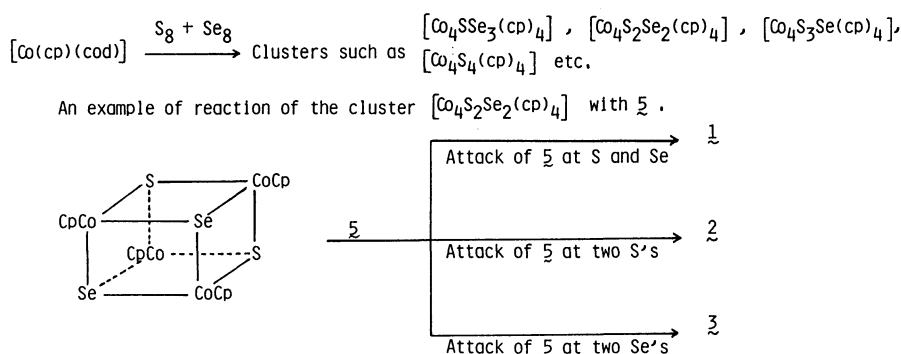 S8 + Se8
[Co(cp)(cod)] → Clusters such as [Co4SSe3(cp)4] , [Co4S2Se2(cp)4] , [Co4S3Se(cp)4],
[Co4S4(cp)4] etc.
An example of reaction of the cluster [Co4S2Se2(cp)4] with 5 .
1
Attack of 5 at S and Se
S CoCp
CpCo Se
5 2
CpCo S
Attack of 5 at two S's
Se CoCp
3
Attack of 5 at two Se's